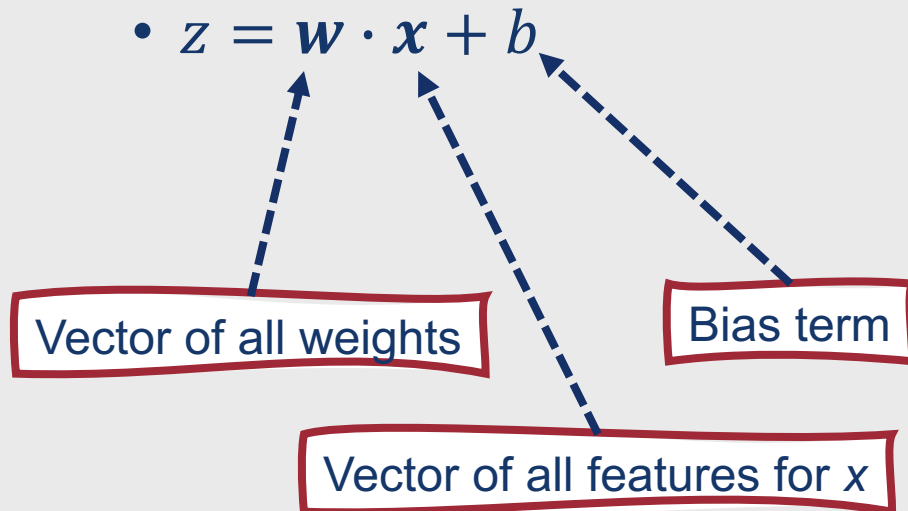 • z = w · x + b
Vector of all weights
Bias term
Vector of all features for x